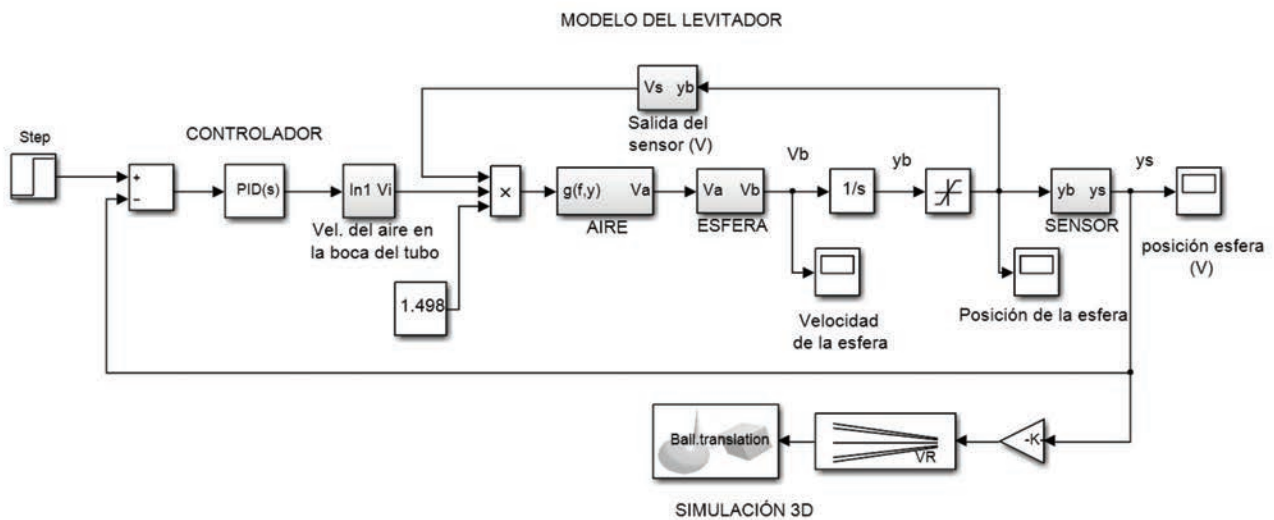 MODELO DEL LEVITADOR
Vs yb
Salida del
sensor (V)
Step
CONTROLADOR
+
−
PID(s)
In1 Vi
Vel. del aire en
la boca del tubo
×
1.498
g(f,y) Va
AIRE
Va Vb
ESFERA
Vb
1/s
yb
yb ys
SENSOR
ys
posición esfera
(V)
Velocidad
de la esfera
Posición de la esfera
Ball.translation
VR
-K-
SIMULACIÓN 3D